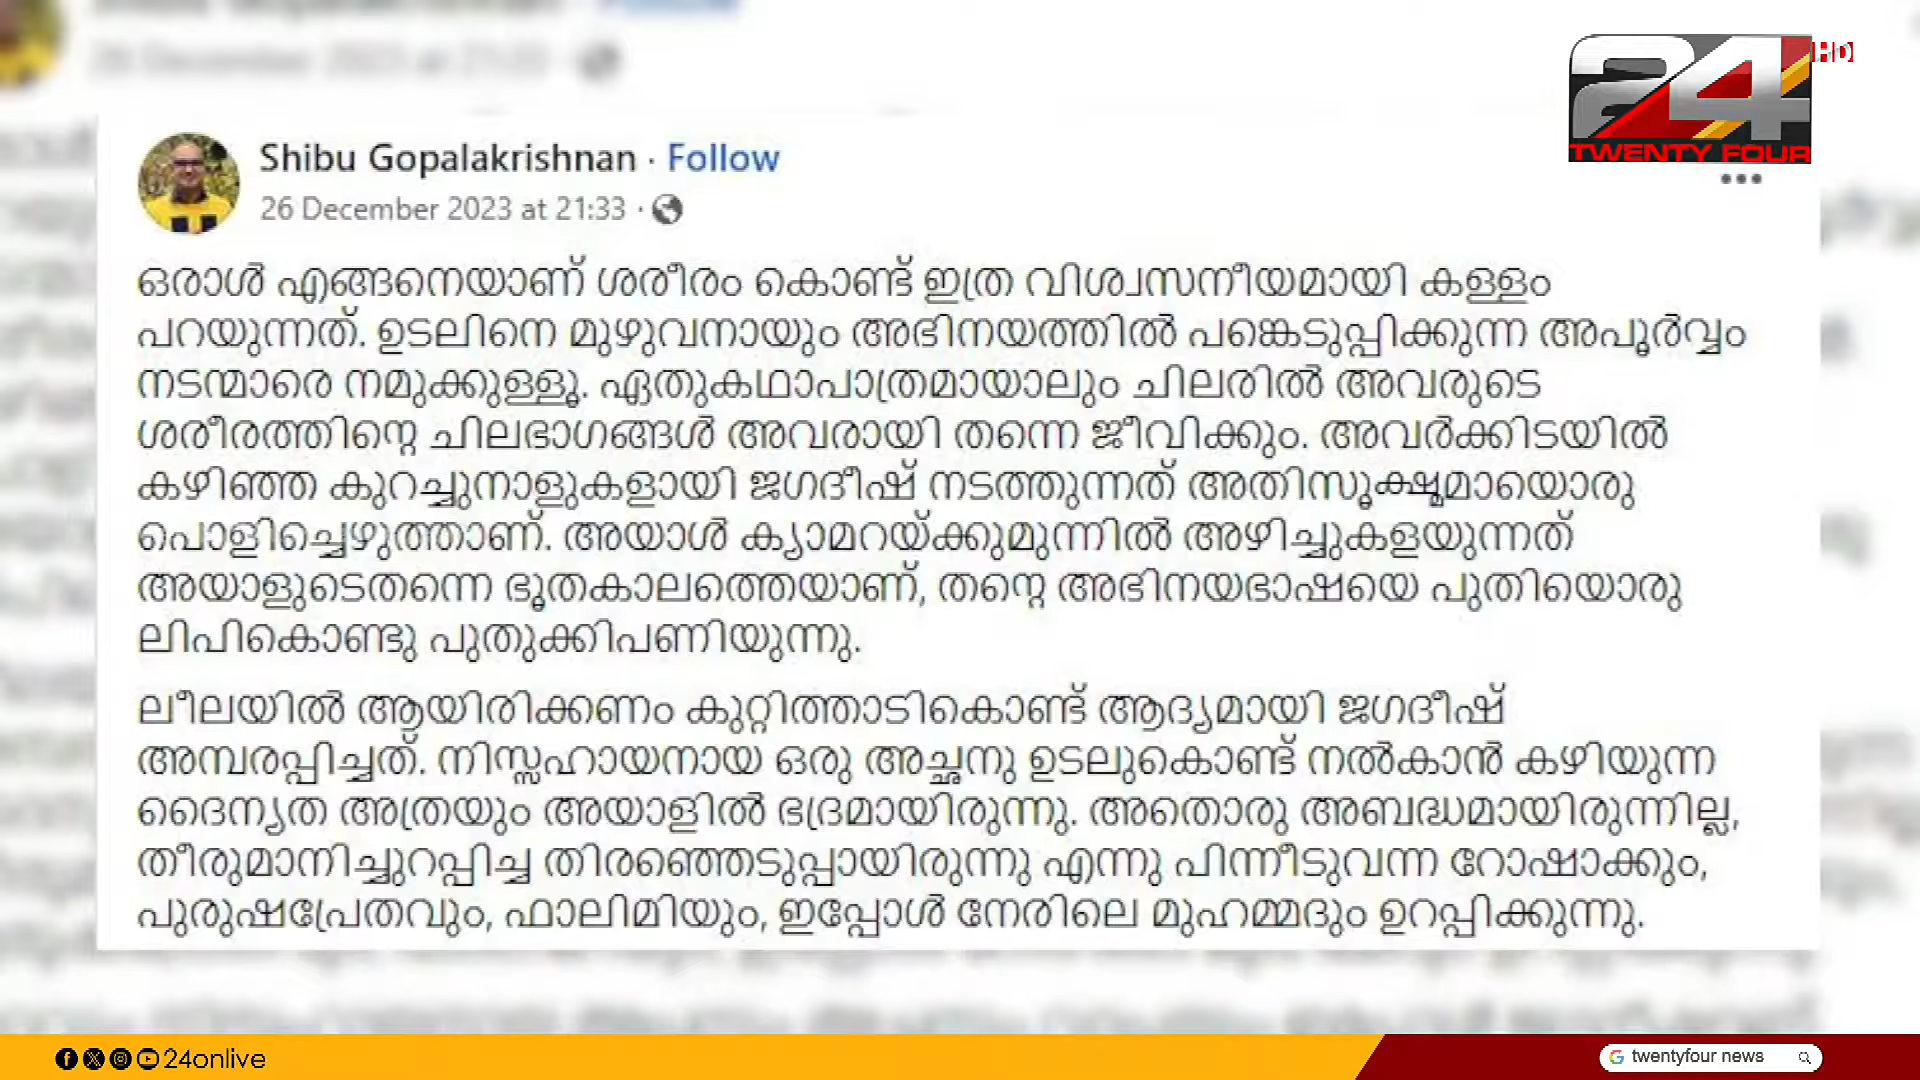 24
HD
TWENTY FOUR
Shibu Gopalakrishnan · Follow
26 December 2023 at 21:33 ·
ഒരാൾ എങ്ങനെയാണ് ശരീരം കൊണ്ട് ഇത്ര വിശ്വസനീയമായി കള്ളം
പറയുന്നത്. ഉടലിനെ മുഴുവനായും അഭിനയത്തിൽ പങ്കെടുപ്പിക്കുന്ന അപൂർവ്വം
നടന്മാരെ നമുക്കുള്ളൂ. ഏതുകഥാപാത്രമായാലും ചിലരിൽ അവരുടെ
ശരീരത്തിന്റെ ചിലഭാഗങ്ങൾ അവരായി തന്നെ ജീവിക്കും. അവർക്കിടയിൽ
കഴിഞ്ഞ കുറച്ചുനാളുകളായി ജഗദീഷ് നടത്തുന്നത് അതിസൂക്ഷ്മമായൊരു
പൊളിച്ചെഴുത്താണ്. അയാൾ ക്യാമറയ്ക്കുമുന്നിൽ അഴിച്ചുകളയുന്നത്
അയാളുടെതന്നെ ഭൂതകാലത്തെയാണ്, തന്റെ അഭിനയഭാഷയെ പുതിയൊരു
ലിപികൊണ്ടു പുതുക്കിപണിയുന്നു.
ലീലയിൽ ആയിരിക്കണം കുറ്റിത്താടികൊണ്ട് ആദ്യമായി ജഗദീഷ്
അമ്പരപ്പിച്ചത്. നിസ്സഹായനായ ഒരു അച്ഛനു ഉടലുകൊണ്ട് നൽകാൻ കഴിയുന്ന
ദൈന്യത അത്രയും അയാളിൽ ഭദ്രമായിരുന്നു. അതൊരു അബദ്ധമായിരുന്നില്ല,
തീരുമാനിച്ചുറപ്പിച്ച തിരഞ്ഞെടുപ്പായിരുന്നു എന്നു പിന്നീടുവന്ന റോഷാക്കും,
പുരുഷപ്രേതവും, ഫാലിമിയും, ഇപ്പോൾ നേരിലെ മുഹമ്മദും ഉറപ്പിക്കുന്നു.
24onlive
twentyfour news